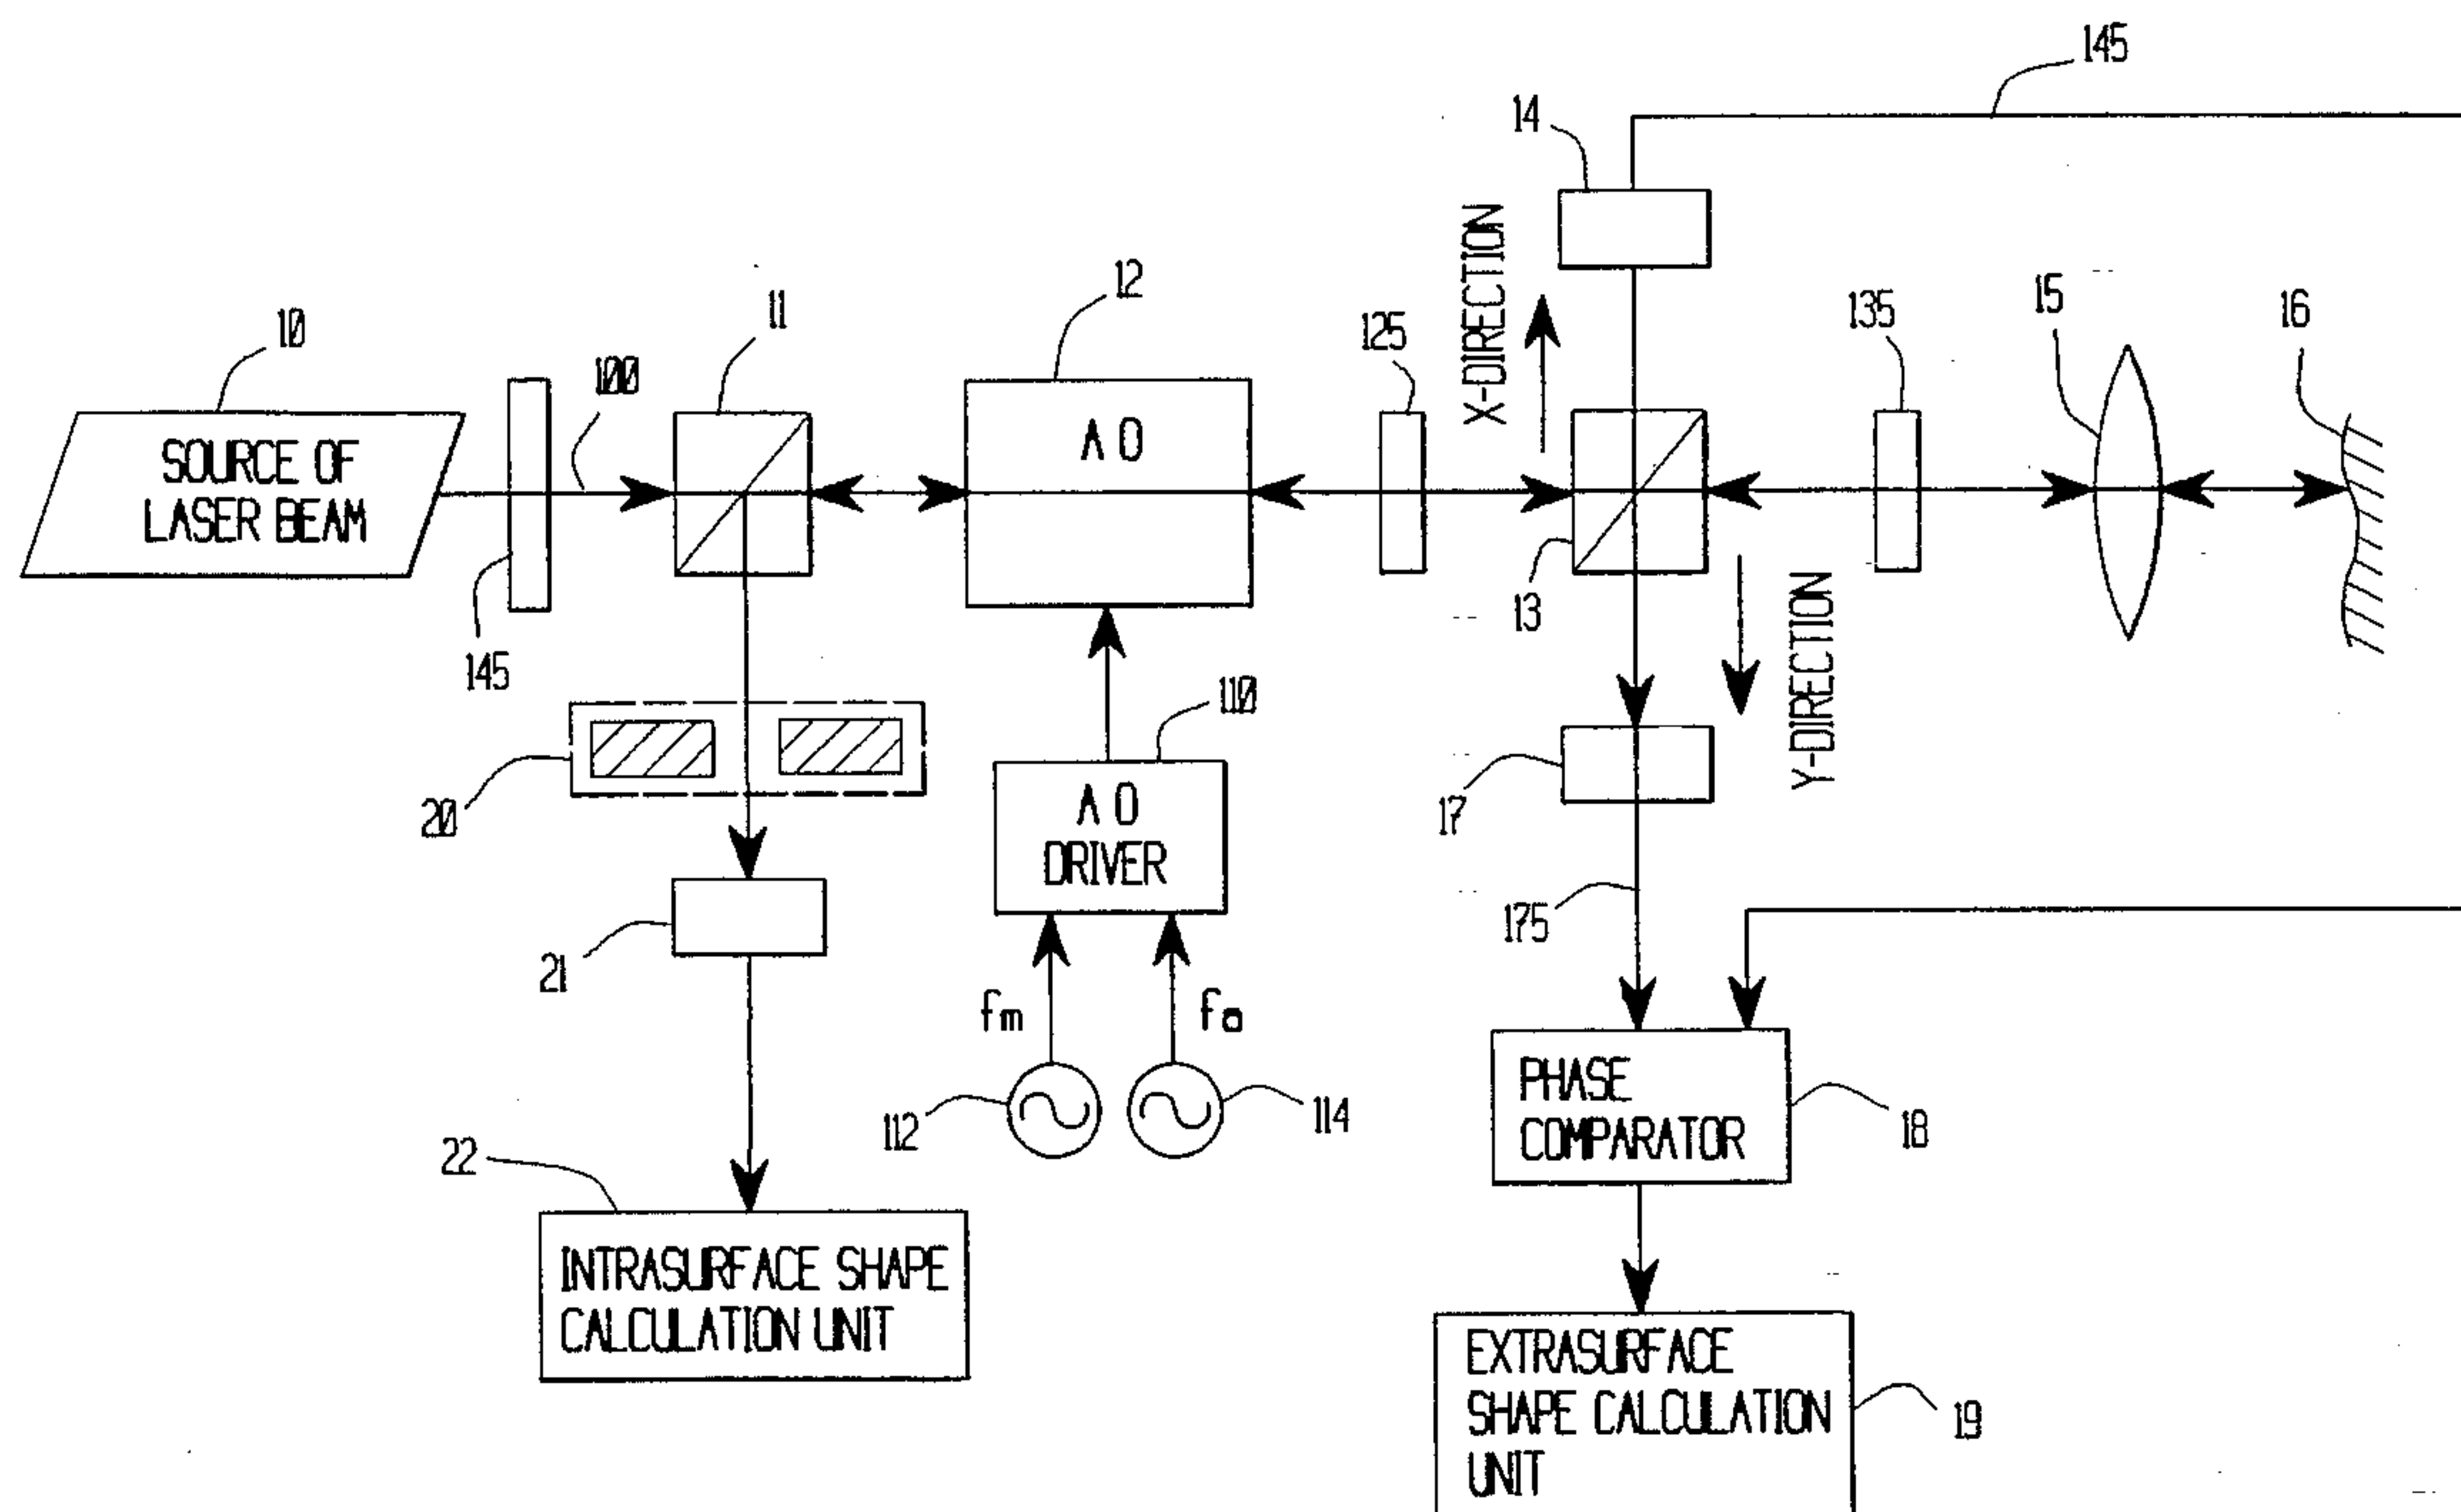 145
14
12
15
16
11
10
125
135
X-DIRECTION
100
SOURCE OF
LASER BEAM
A O
13
Y-DIRECTION
145
110
20
A O
DRIVER
17
175
21
fm
fa
PHASE
COMPARATOR
112
114
18
22
INTRASURFACE SHAPE
CALCULATION UNIT
EXTRASURFACE
SHAPE CALCULATION
UNIT
19